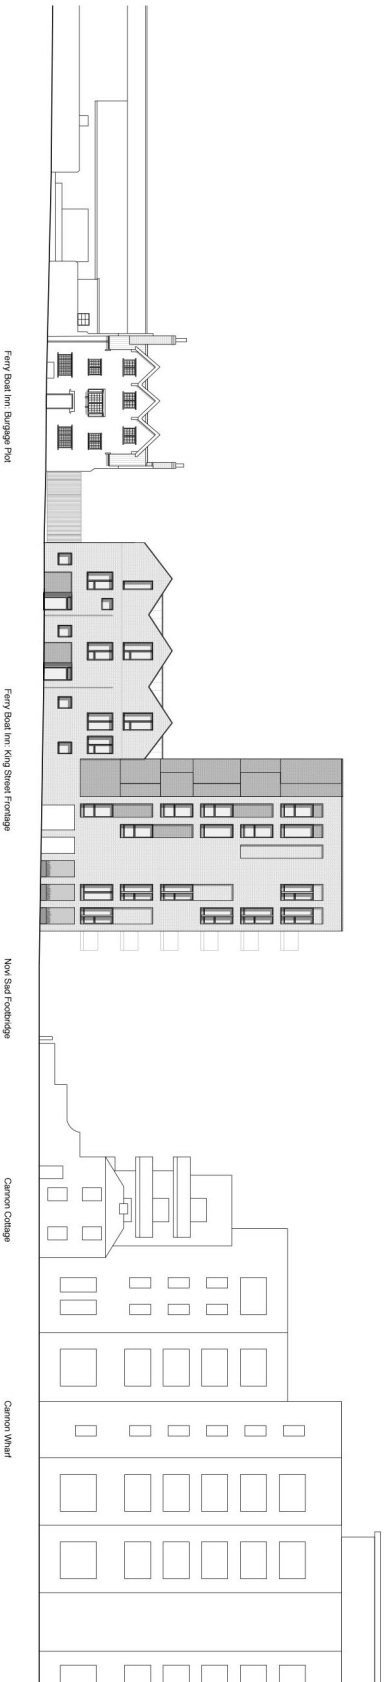 Ferry Boat Inn: Burgage Plot
Ferry Boat Inn: King Street Frontage
Novi Sad Footbridge
Cannon Cottage
Cannon Wharf